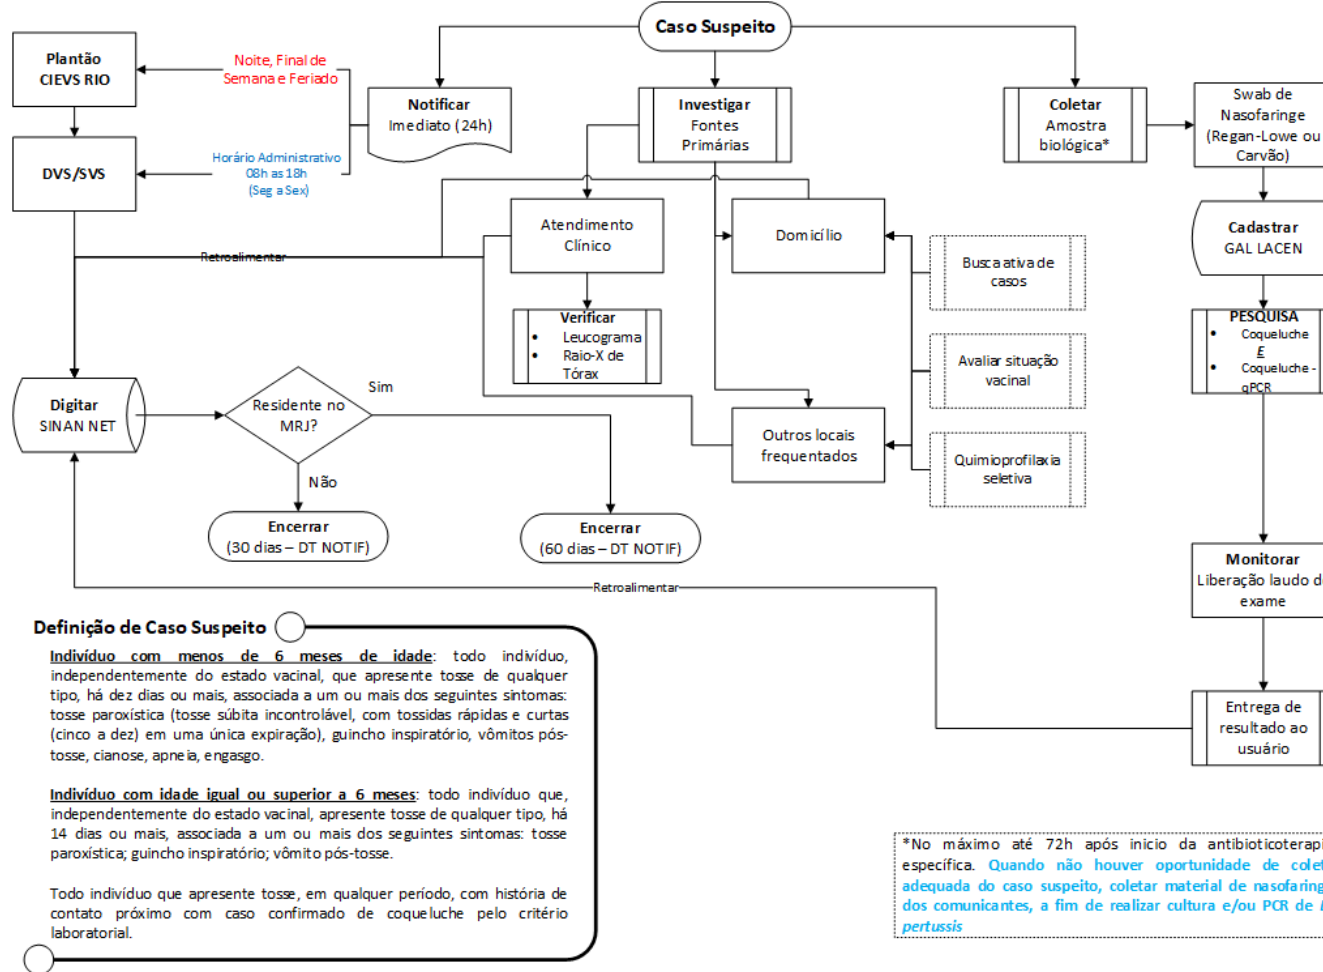 Caso Suspeito
Plantão
CIEVS RIO
Noite, Final de
Semana e Feriado
Notificar
Imediato (24h)
Investigar
Fontes
Primárias
Coletar
Amostra
biológica*
Swab de
Nasofaringe
(Regan-Lowe ou
Carvão)
DVS/SVS
Horário Administrativo
08h as 18h
(Seg a Sex)
Atendimento
Clínico
Domicílio
Cadastrar
GAL LACEN
Retroalimentar
Busca ativa de
casos
Verificar
• Leucograma
• Raio-X de
Tórax
PESQUISA
• Coqueluche
E
• Coqueluche -
qPCR
Avaliar situação
vacinal
Digitar
SINAN NET
Residente no
MRJ?
Sim
Não
Outros locais
frequentados
Quimioprofilaxia
seletiva
Encerrar
(30 dias – DT NOTIF)
Encerrar
(60 dias – DT NOTIF)
Monitorar
Liberação laudo d
exame
Retroalimentar
Entrega de
resultado ao
usuário
Definição de Caso Suspeito
Indivíduo com menos de 6 meses de idade: todo indivíduo,
independentemente do estado vacinal, que apresente tosse de qualquer
tipo, há dez dias ou mais, associada a um ou mais dos seguintes sintomas:
tosse paroxística (tosse súbita incontrolável, com tossidas rápidas e curtas
(cinco a dez) em uma única expiração), guincho inspiratório, vômitos pós-
tosse, cianose, apneia, engasgo.
Indivíduo com idade igual ou superior a 6 meses: todo indivíduo que,
independentemente do estado vacinal, apresente tosse de qualquer tipo, há
14 dias ou mais, associada a um ou mais dos seguintes sintomas: tosse
paroxística; guincho inspiratório; vômito pós-tosse.
Todo indivíduo que apresente tosse, em qualquer período, com história de
contato próximo com caso confirmado de coqueluche pelo critério
laboratorial.
*No máximo até 72h após inicio da antibioticoterapi
específica. Quando não houver oportunidade de colet
adequada do caso suspeito, coletar material de nasofaring
dos comunicantes, a fim de realizar cultura e/ou PCR de
pertussis